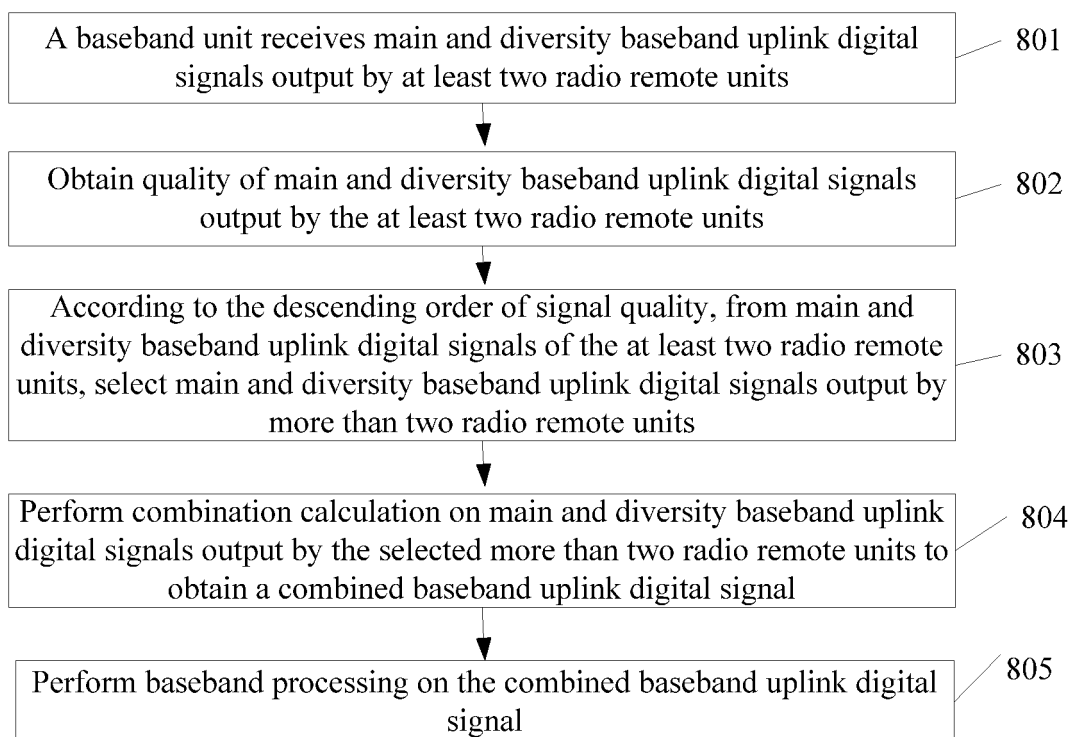 A baseband unit receives main and diversity baseband uplink digital
signals output by at least two radio remote units
801
Obtain quality of main and diversity baseband uplink digital signals
output by the at least two radio remote units
802
According to the descending order of signal quality, from main and
diversity baseband uplink digital signals of the at least two radio remote
units, select main and diversity baseband uplink digital signals output by
more than two radio remote units
803
Perform combination calculation on main and diversity baseband uplink
digital signals output by the selected more than two radio remote units to
obtain a combined baseband uplink digital signal
804
Perform baseband processing on the combined baseband uplink digital
signal
805